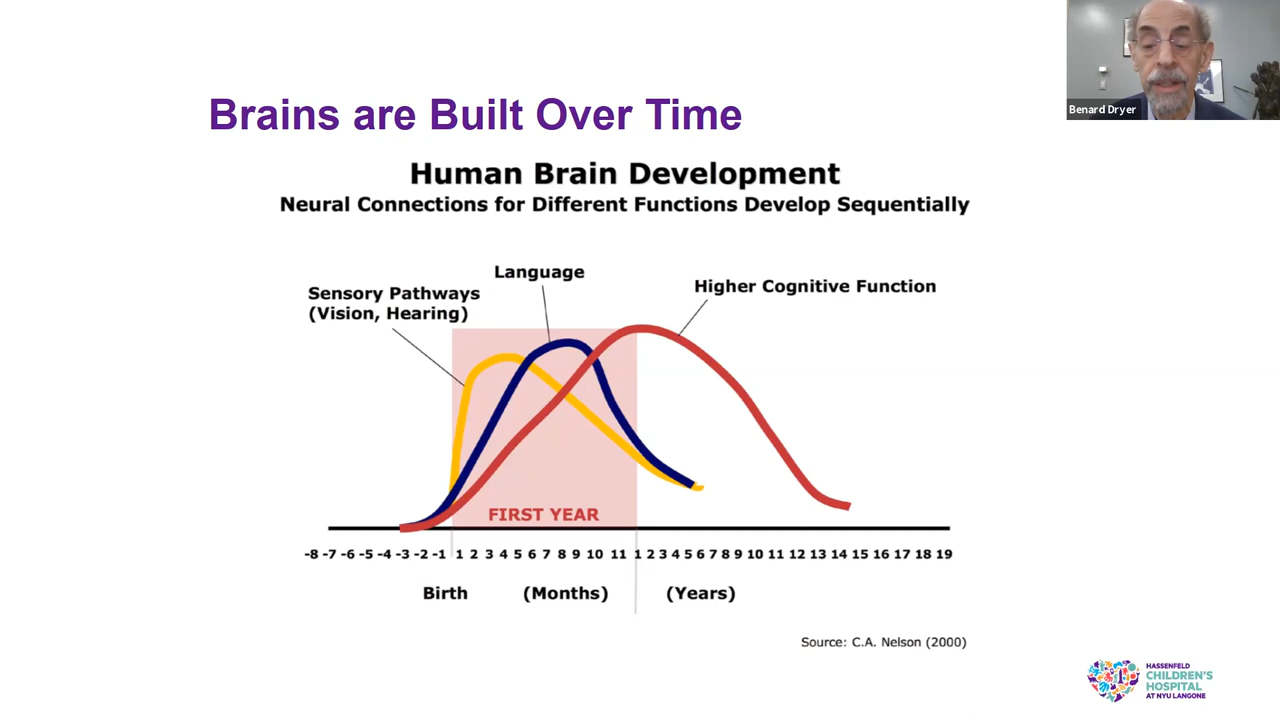 Benard Dryer
Brains are Built Over Time
Human Brain Development
Neural Connections for Different Functions Develop Sequentially
Language
Higher Cognitive Function
Sensory Pathways
(Vision, Hearing)
FIRST YEAR
-8 -7 -6 -5 -4 -3 -2 -1 1 2 3 4 5 6 7 8 9 10 11 1 2 3 4 5 6 7 8 9 10 11 12 13 14 15 16 17 18 19
Birth (Months) (Years)
Source: C.A. Nelson (2000)
HASSENFELD
CHILDREN'S
HOSPITAL
AT NYU LANGONE